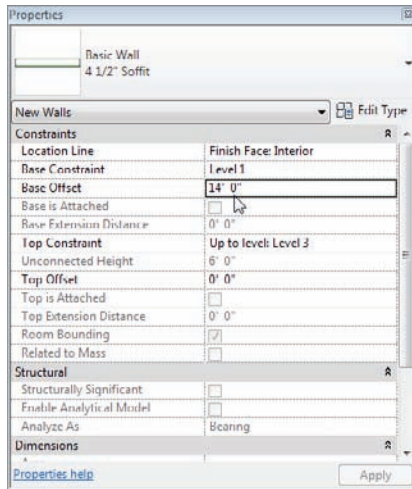 Properties
Basic Wall
4 1/2" Soffit
New Walls
Edit Type
Constraints
Location Line Finish Face: Interior
Base Constraint Level 1
Base Offset 14' 0"
Base is Attached
Base Extension Distance 0' 0"
Top Constraint Up to level: Level 3
Unconnected Height 6' 0"
Top Offset 0' 0"
Top is Attached
Top Extension Distance 0' 0"
Room Bounding
Related to Mass
Structural
Structurally Significant
Enable Analytical Model
Analyze As Bearing
Dimensions
Properties help
Apply